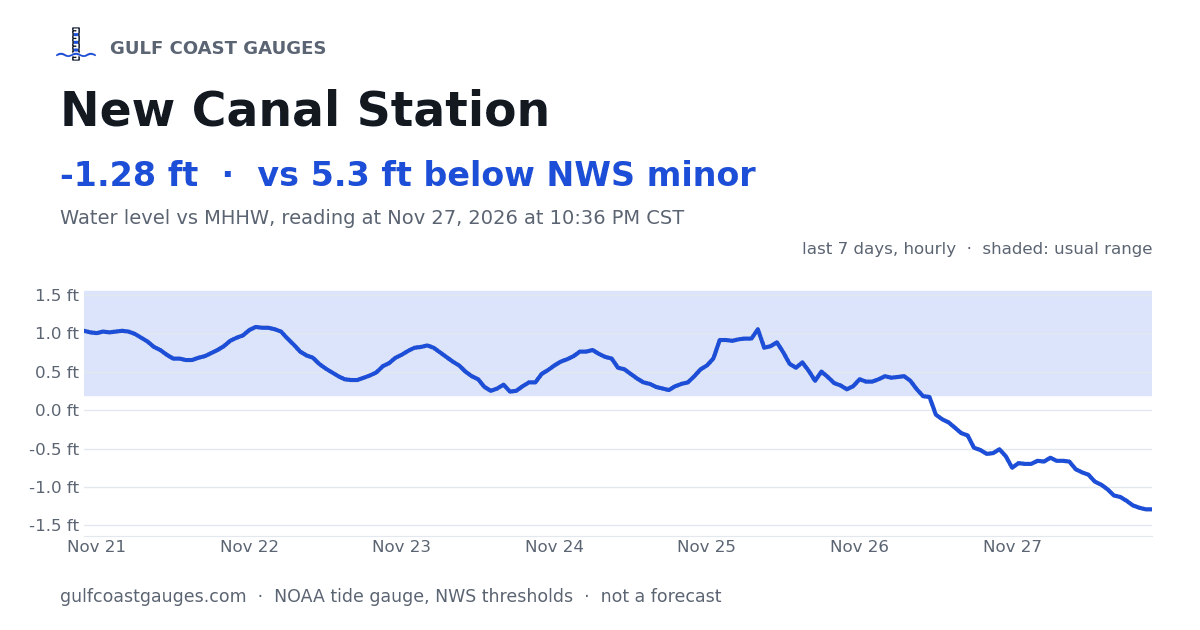 GULF COAST GAUGES
New Canal Station
-1.28 ft · vs 5.3 ft below NWS minor
Water level vs MHHW, reading at Nov 27, 2026 at 10:36 PM CST
last 7 days, hourly · shaded: usual range
1.5 ft
1.0 ft
0.5 ft
0.0 ft
-0.5 ft
-1.0 ft
-1.5 ft
Nov 21 Nov 22 Nov 23 Nov 24 Nov 25 Nov 26 Nov 27
gulfcoastgauges.com · NOAA tide gauge, NWS thresholds · not a forecast